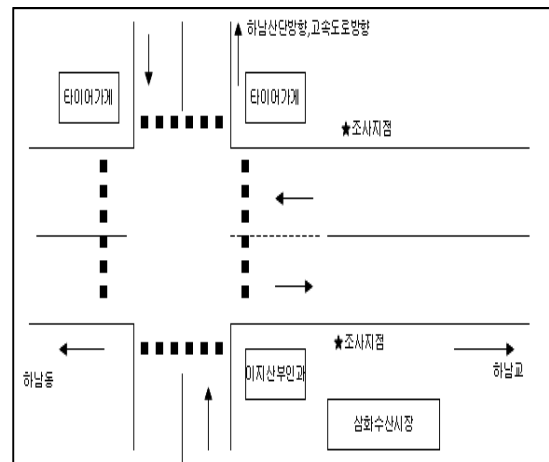 하남산단방향,고속도로방향
타이어가게
타이어가게
★조사지점
★조사지점
하남동
이지산부인과
하남교
삼화수산시장